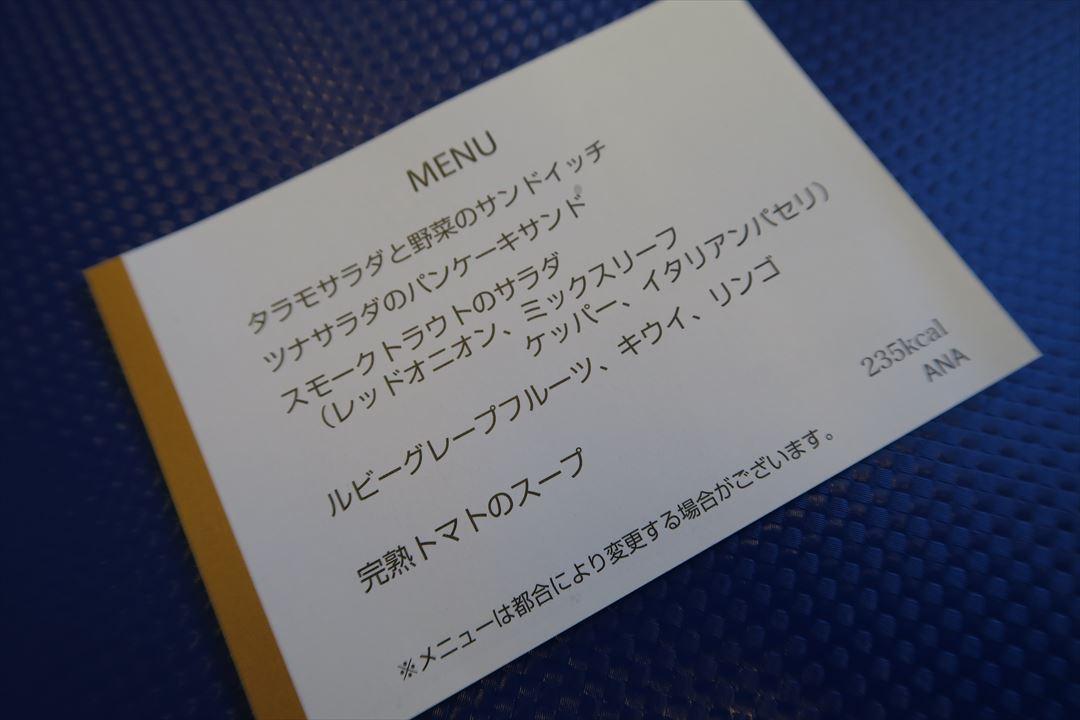 MENU
タラモサラダと野菜のサンドイッチ
ツナサラダのパンケーキサンド
スモークトラウトのサラダ
（レッドオニオン、ミックスリーフ
ケッパー、イタリアンパセリ）
ルビーグレープフルーツ、キウイ、リンゴ
完熟トマトのスープ
235kcal
ANA
※メニューは都合により変更する場合がございます。